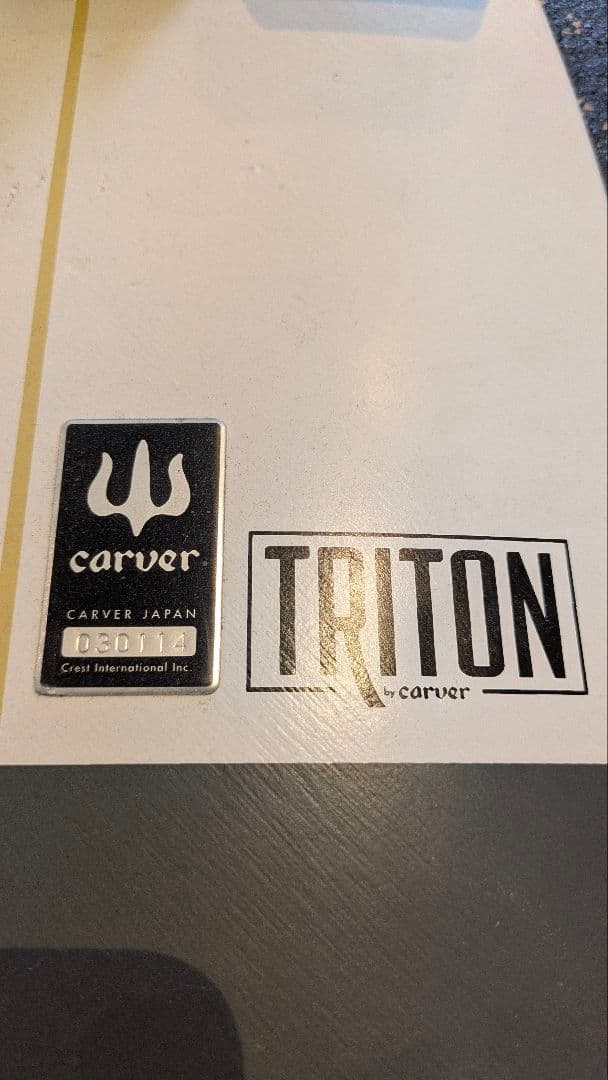 carver
CARVER JAPAN
030114
Crest International Inc.
TRITON
by carver